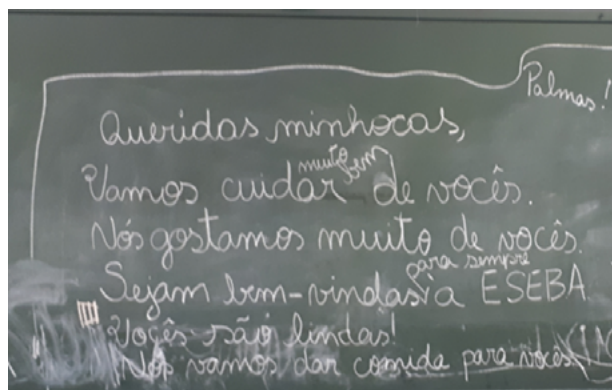 Palmas!
Queridas minhocas,
Vamos cuidar muito bem de vocês.
Nós gostamos muito de vocês.
Sejam bem-vindas para sempre a ESEBA
Vocês são lindas!
Nós vamos dar comida para vocês